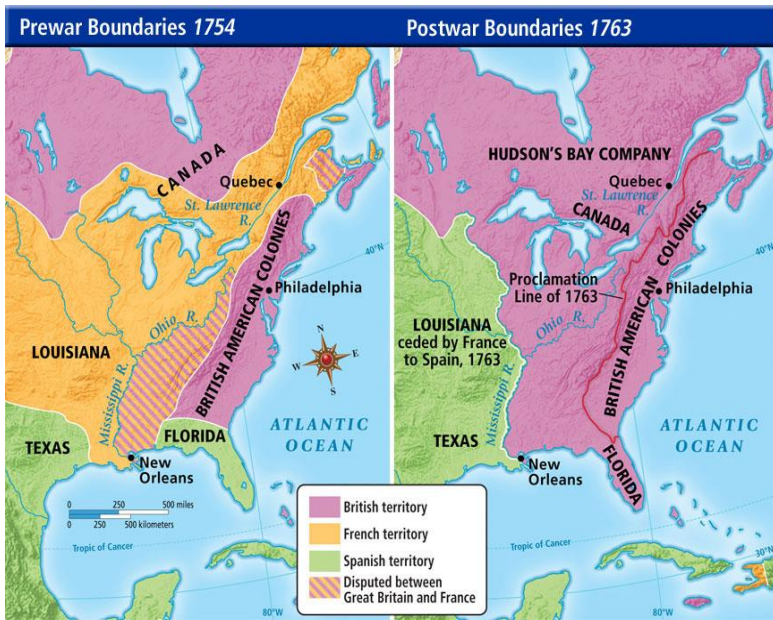 Prewar Boundaries 1754
CANADA
Quebec
St. Lawrence
R.
BRITISH AMERICAN COLONIES
Philadelphia
40°N
Ohio R.
LOUISIANA
Mississippi R.
N
W E
S
TEXAS
FLORIDA
New
Orleans
ATLANTIC
OCEAN
0 250 500 miles
0 250 500 kilometers
Tropic of Cancer
80°W
Postwar Boundaries 1763
HUDSON'S BAY COMPANY
Quebec
St. Lawrence
R.
CANADA
BRITISH AMERICAN COLONIES
40°N
Proclamation
Line of 1763
Philadelphia
Ohio R.
LOUISIANA
ceded by France
to Spain, 1763
Mississippi R.
TEXAS
FLORIDA
New
Orleans
ATLANTIC
OCEAN
Tropic of Cancer
30°N
80°W
British territory
French territory
Spanish territory
Disputed between
Great Britain and France